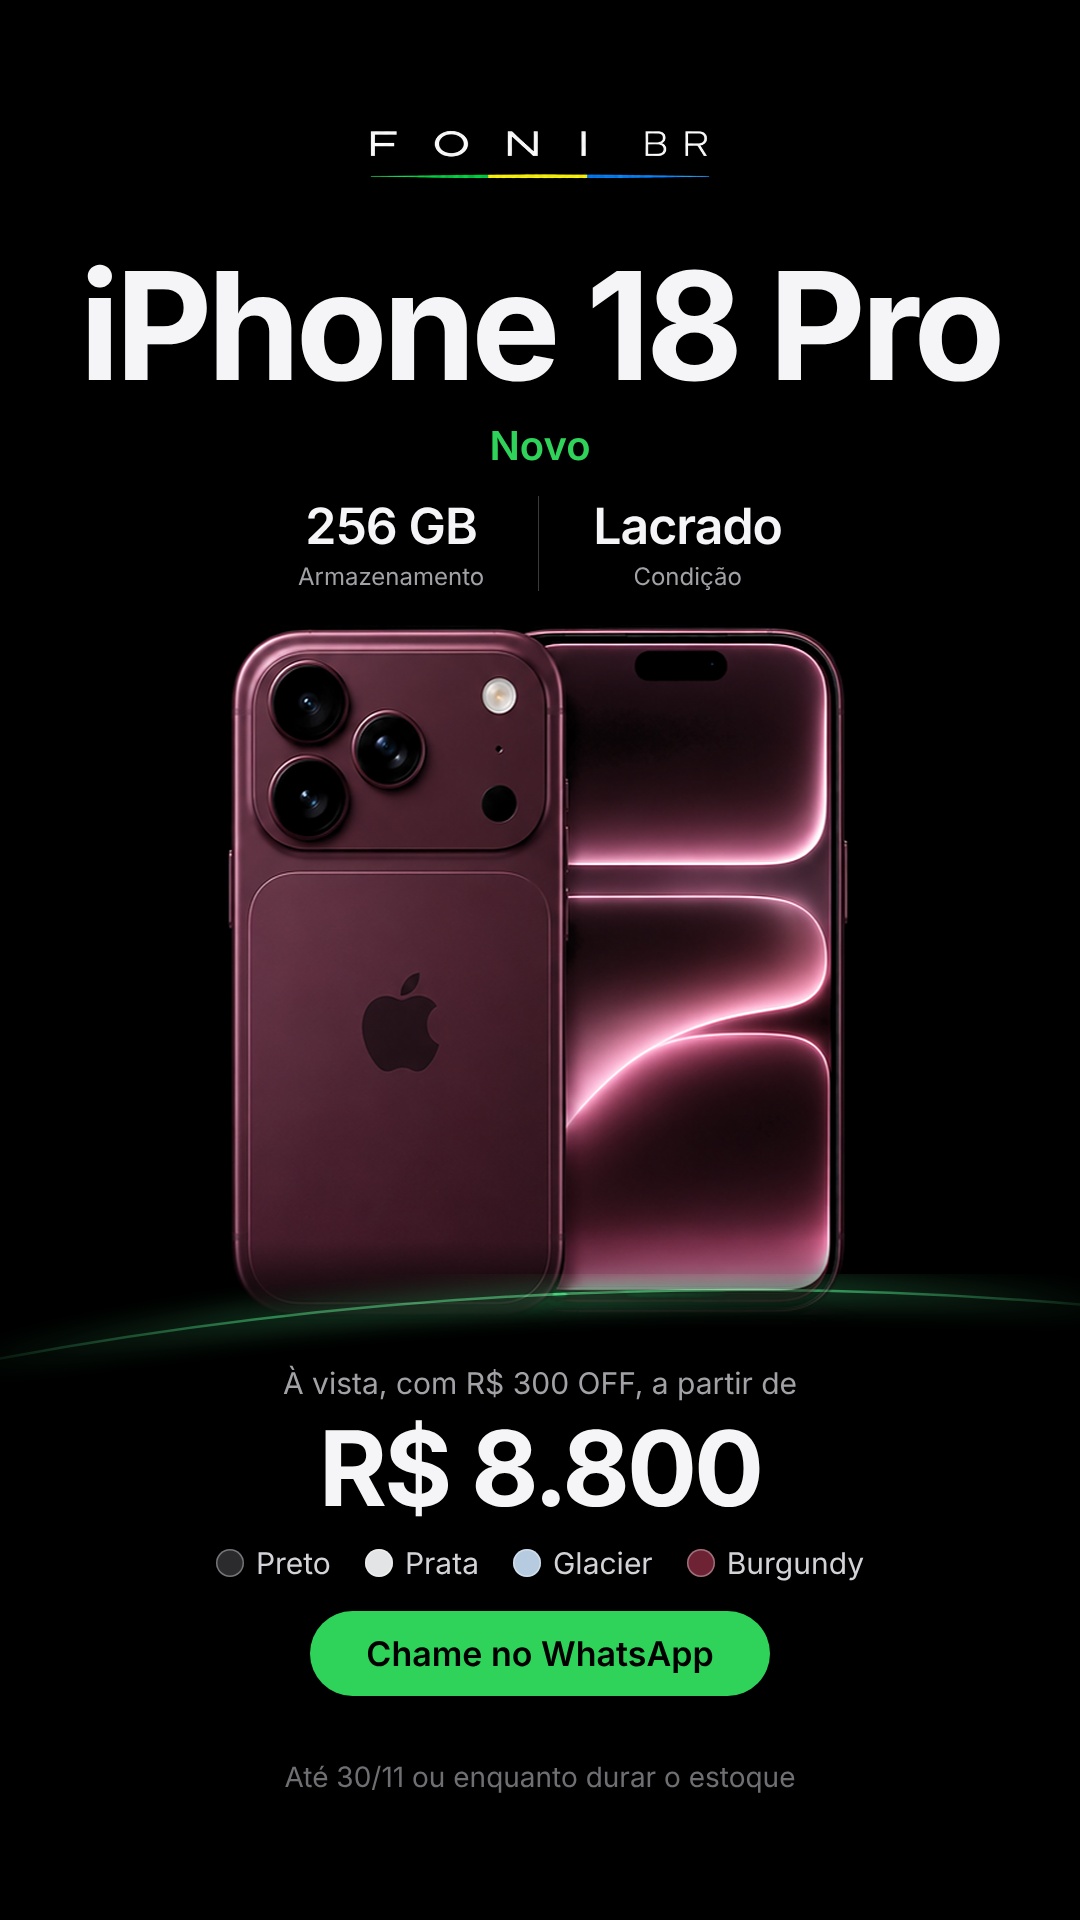 FONI BR
iPhone 18 Pro
Novo
256 GB
Armazenamento
Lacrado
Condição
À vista, com R$ 300 OFF, a partir de
R$ 8.800
Preto Prata Glacier Burgundy
Chame no WhatsApp
Até 30/11 ou enquanto durar o estoque